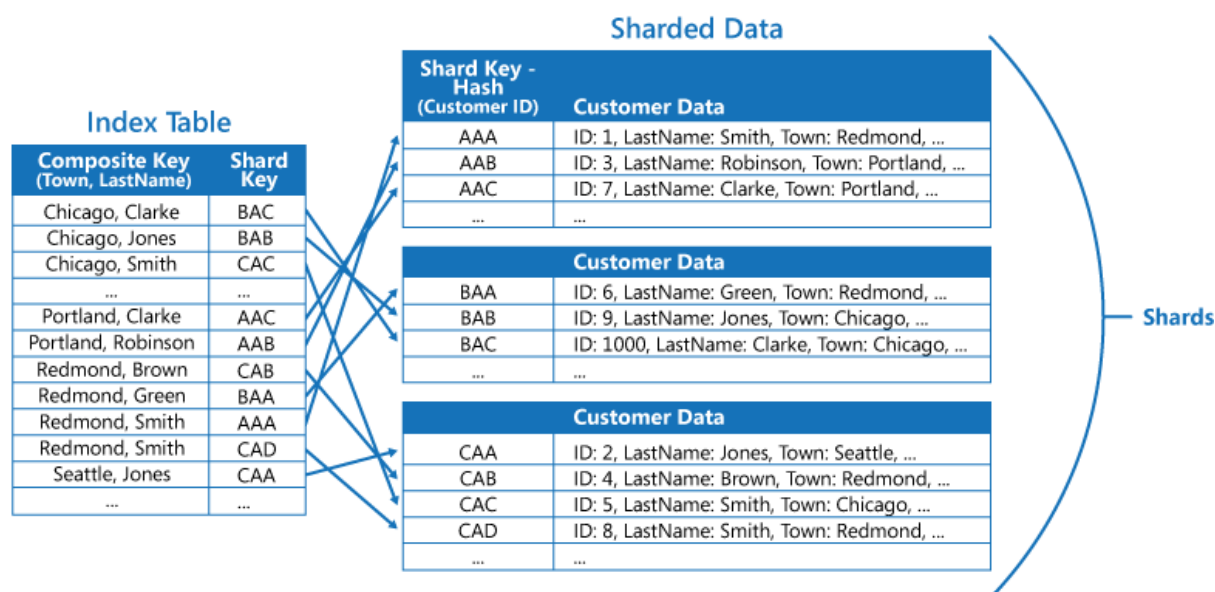 Sharded Data
Index Table
Composite Key (Town, LastName) Shard Key
Chicago, Clarke BAC
Chicago, Jones BAB
Chicago, Smith CAC
... ...
Portland, Clarke AAC
Portland, Robinson AAB
Redmond, Brown CAB
Redmond, Green BAA
Redmond, Smith AAA
Redmond, Smith CAD
Seattle, Jones CAA
... ...
Shard Key - Hash (Customer ID) Customer Data
AAA ID: 1, LastName: Smith, Town: Redmond, ...
AAB ID: 3, LastName: Robinson, Town: Portland, ...
AAC ID: 7, LastName: Clarke, Town: Portland, ...
... ...
Customer Data
BAA ID: 6, LastName: Green, Town: Redmond, ...
BAB ID: 9, LastName: Jones, Town: Chicago, ...
BAC ID: 1000, LastName: Clarke, Town: Chicago, ...
... ...
Customer Data
CAA ID: 2, LastName: Jones, Town: Seattle, ...
CAB ID: 4, LastName: Brown, Town: Redmond, ...
CAC ID: 5, LastName: Smith, Town: Chicago, ...
CAD ID: 8, LastName: Smith, Town: Redmond, ...
... ...
Shards